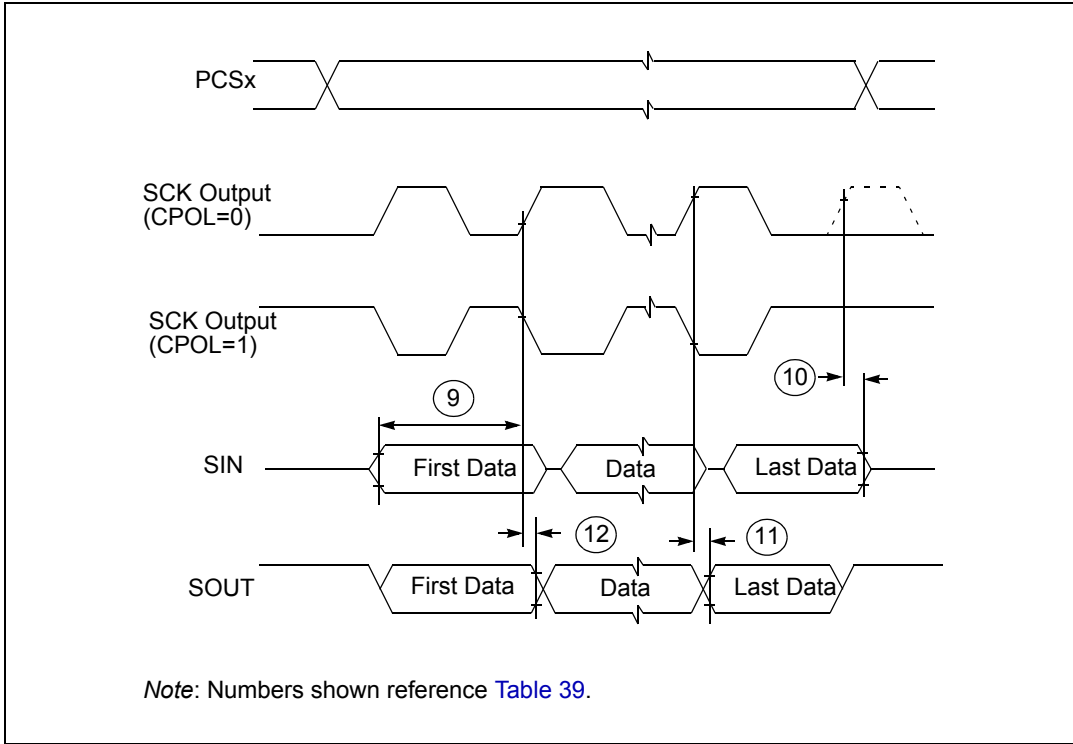 PCSx
SCK Output
(CPOL=0)
SCK Output
(CPOL=1)
10
9
SIN
First Data
Data
Last Data
12
11
SOUT
First Data
Data
Last Data
Note: Numbers shown reference Table 39.